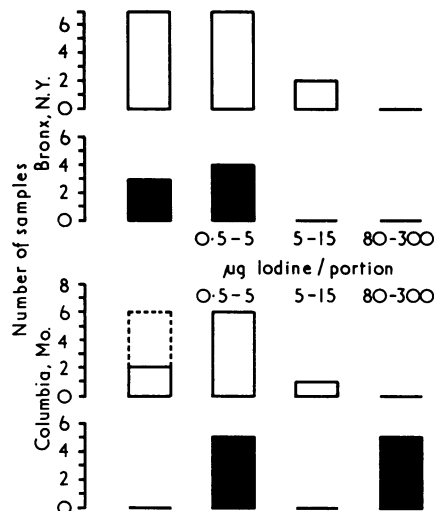 Number of samples
Bronx, N.Y.
6
4
2
0
6
4
2
0
0·5-5 5-15 80-300
µg Iodine / portion
0·5-5 5-15 80-300
Columbia, Mo.
8
6
4
2
0
6
4
2
0